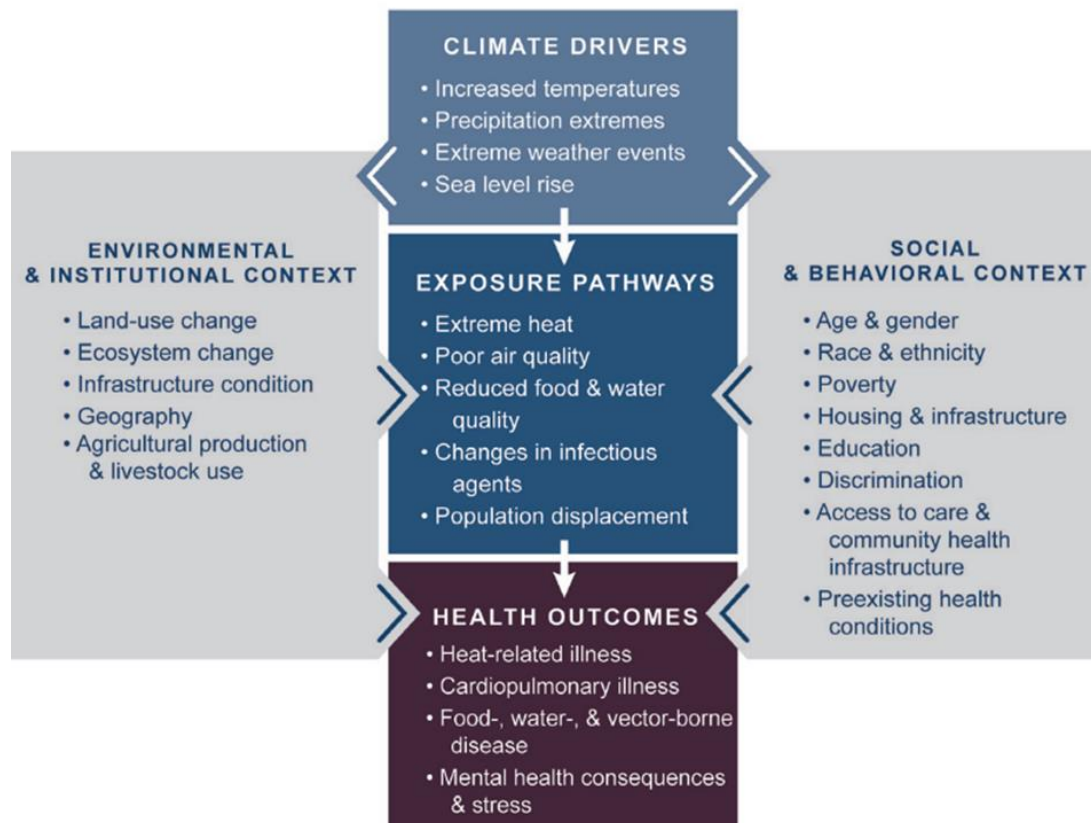 CLIMATE DRIVERS
• Increased temperatures
• Precipitation extremes
• Extreme weather events
• Sea level rise
ENVIRONMENTAL
& INSTITUTIONAL CONTEXT
• Land-use change
• Ecosystem change
• Infrastructure condition
• Geography
• Agricultural production
& livestock use
EXPOSURE PATHWAYS
• Extreme heat
• Poor air quality
• Reduced food & water
quality
• Changes in infectious
agents
• Population displacement
SOCIAL
& BEHAVIORAL CONTEXT
• Age & gender
• Race & ethnicity
• Poverty
• Housing & infrastructure
• Education
• Discrimination
• Access to care &
community health
infrastructure
• Preexisting health
conditions
HEALTH OUTCOMES
• Heat-related illness
• Cardiopulmonary illness
• Food-, water-, & vector-borne
disease
• Mental health consequences
& stress